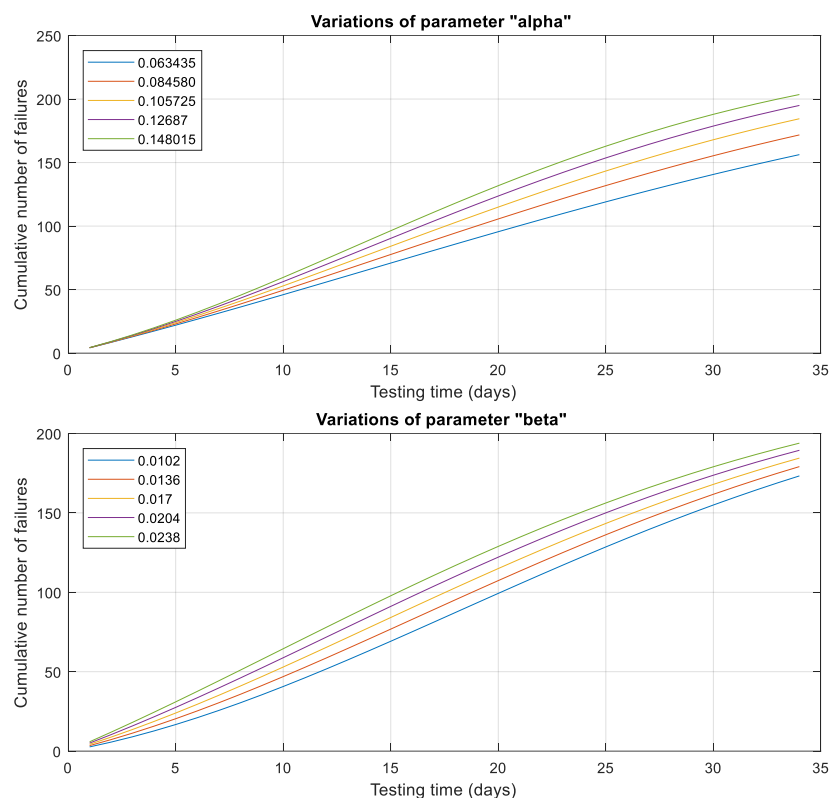 Variations of parameter "alpha"
250
200
150
100
50
0
Cumulative number of failures
0.063435
0.084580
0.105725
0.12687
0.148015
0 5 10 15 20 25 30 35
Testing time (days)
Variations of parameter "beta"
200
150
100
50
0
Cumulative number of failures
0.0102
0.0136
0.017
0.0204
0.0238
0 5 10 15 20 25 30 35
Testing time (days)